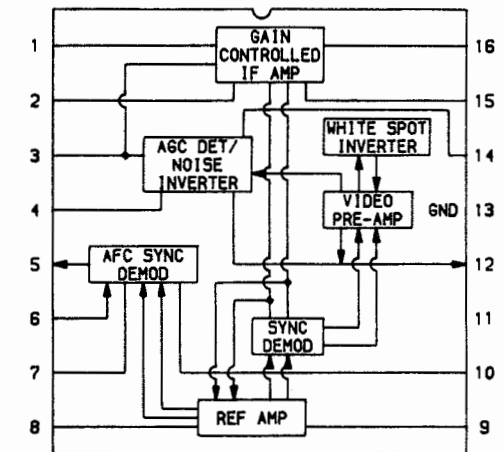 GAIN
CONTROLLED
IF AMP
1
16
2
15
WHITE SPOT
INVERTER
3
AGC DET/
NOISE
INVERTER
14
4
VIDEO
PRE-AMP
GND
13
5
AFC SYNC
DEMOD
12
6
SYNC
DEMOD
11
7
10
8
REF AMP
9